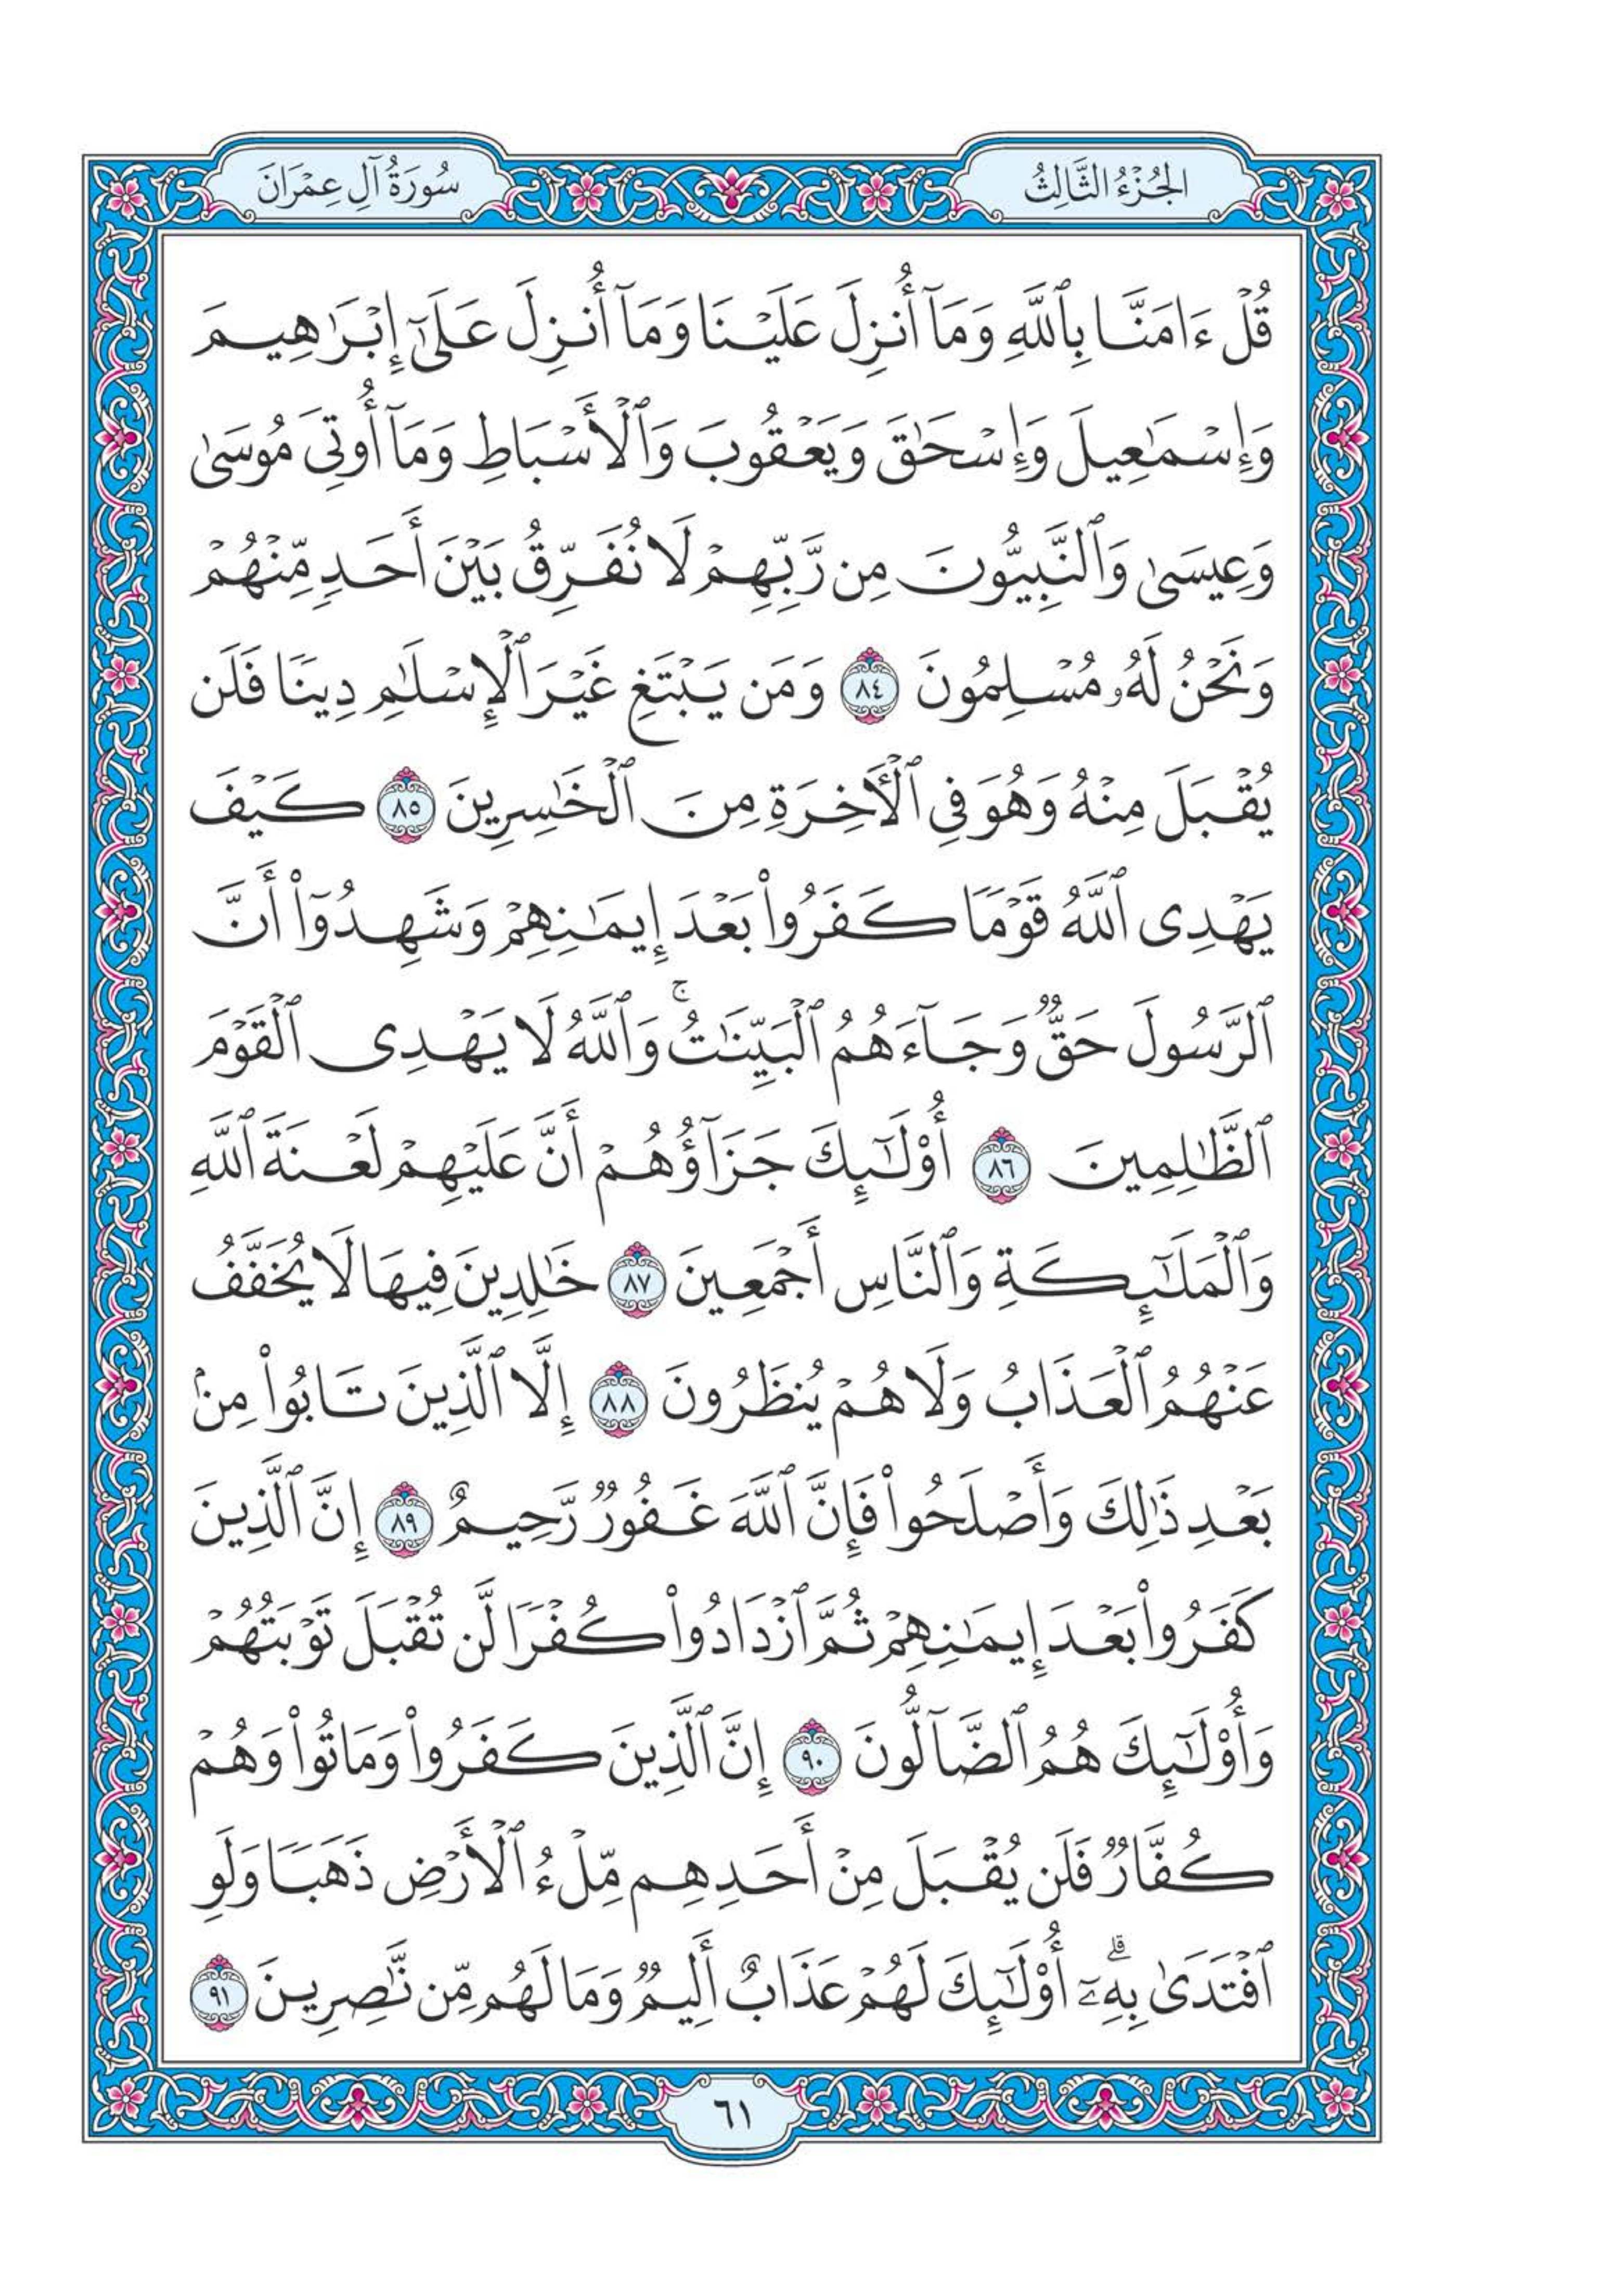 الجُزْءُ الثَّالِثُ
سُورَةُ آلِ عِمْرَانَ
قُلْ ءَامَنَّا بِٱللَّهِ وَمَآ أُنزِلَ عَلَيْنَا وَمَآ أُنزِلَ عَلَىٰٓ إِبْرَٰهِيمَ
وَإِسْمَٰعِيلَ وَإِسْحَٰقَ وَيَعْقُوبَ وَٱلْأَسْبَاطِ وَمَآ أُوتِيَ مُوسَىٰ
وَعِيسَىٰ وَٱلنَّبِيُّونَ مِن رَّبِّهِمْ لَا نُفَرِّقُ بَيْنَ أَحَدٍ مِّنْهُمْ
وَنَحْنُ لَهُۥ مُسْلِمُونَ ٨٤ وَمَن يَبْتَغِ غَيْرَ ٱلْإِسْلَٰمِ دِينًا فَلَن
يُقْبَلَ مِنْهُ وَهُوَ فِي ٱلْأَخِرَةِ مِنَ ٱلْخَٰسِرِينَ ٨٥ كَيْفَ
يَهْدِي ٱللَّهُ قَوْمًا كَفَرُوا۟ بَعْدَ إِيمَٰنِهِمْ وَشَهِدُوٓا۟ أَنَّ
ٱلرَّسُولَ حَقٌّ وَجَآءَهُمُ ٱلْبَيِّنَٰتُۚ وَٱللَّهُ لَا يَهْدِي ٱلْقَوْمَ
ٱلظَّٰلِمِينَ ٨٦ أُو۟لَٰٓئِكَ جَزَآؤُهُمْ أَنَّ عَلَيْهِمْ لَعْنَةَ ٱللَّهِ
وَٱلْمَلَٰٓئِكَةِ وَٱلنَّاسِ أَجْمَعِينَ ٨٧ خَٰلِدِينَ فِيهَا لَا يُخَفَّفُ
عَنْهُمُ ٱلْعَذَابُ وَلَا هُمْ يُنظَرُونَ ٨٨ إِلَّا ٱلَّذِينَ تَابُوا۟ مِنۢ
بَعْدِ ذَٰلِكَ وَأَصْلَحُوا۟ فَإِنَّ ٱللَّهَ غَفُورٌ رَّحِيمٌ ٨٩ إِنَّ ٱلَّذِينَ
كَفَرُوا۟ بَعْدَ إِيمَٰنِهِمْ ثُمَّ ٱزْدَادُوا۟ كُفْرًا لَّن تُقْبَلَ تَوْبَتُهُمْ
وَأُو۟لَٰٓئِكَ هُمُ ٱلضَّآلُّونَ ٩٠ إِنَّ ٱلَّذِينَ كَفَرُوا۟ وَمَاتُوا۟ وَهُمْ
كُفَّارٌ فَلَن يُقْبَلَ مِنْ أَحَدِهِم مِّلْءُ ٱلْأَرْضِ ذَهَبًا وَلَوِ
ٱفْتَدَىٰ بِهِۦٓۗ أُو۟لَٰٓئِكَ لَهُمْ عَذَابٌ أَلِيمٌ وَمَا لَهُم مِّن نَّٰصِرِينَ ٩١
٦١